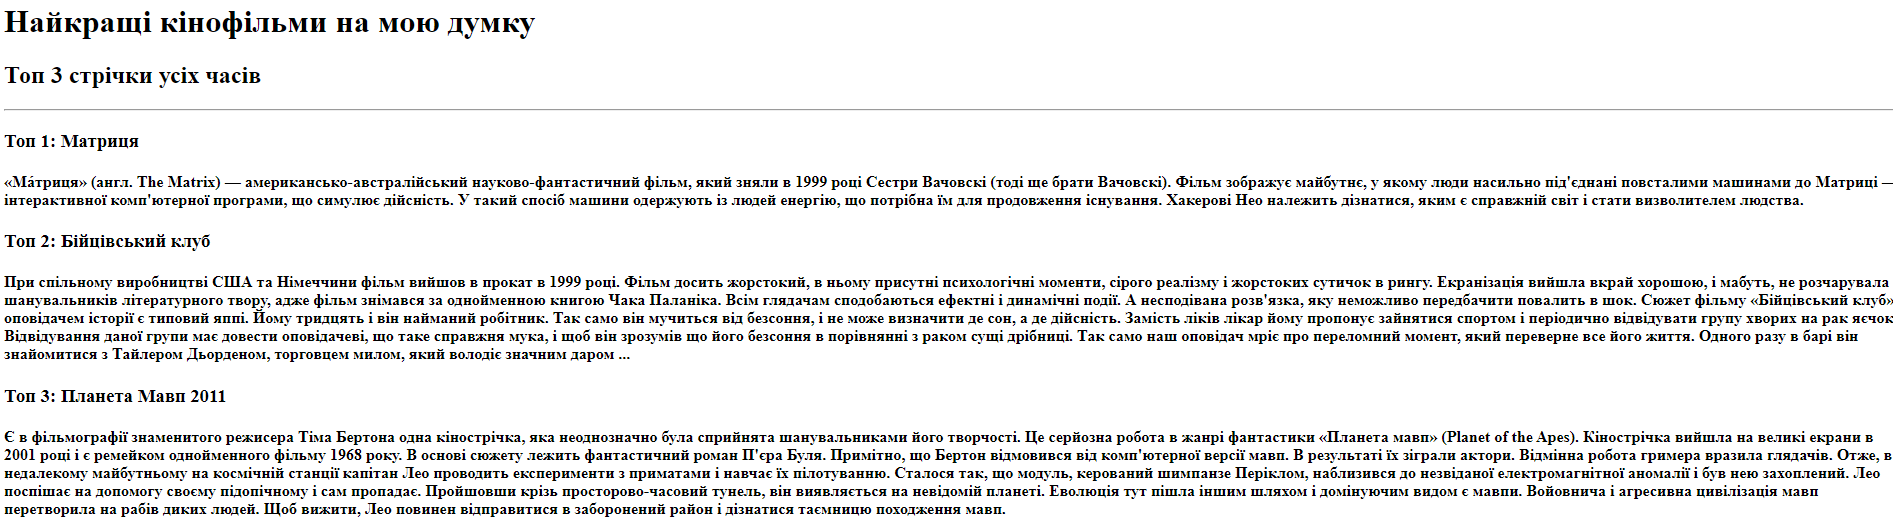 Найкращі кінофільми на мою думку
Топ 3 стрічки усіх часів
Топ 1: Матриця
«Ма́триця» (англ. The Matrix) — американсько-австралійський науково-фантастичний фільм, який зняли в 1999 році Сестри Вачовскі (тоді ще брати Вачовскі). Фільм зображує майбутнє, у якому люди насильно під'єднані повсталими машинами до Матриці —
інтерактивної комп'ютерної програми, що симулює дійсність. У такий спосіб машини одержують із людей енергію, що потрібна їм для продовження існування. Хакерові Нео належить дізнатися, яким є справжній світ і стати визволителем людства.
Топ 2: Бійцівський клуб
При спільному виробництві США та Німеччини фільм вийшов в прокат в 1999 році. Фільм досить жорстокий, в ньому присутні психологічні моменти, сірого реалізму і жорстоких сутичок в рингу. Екранізація вийшла вкрай хорошою, і мабуть, не розчарувала
шанувальників літературного твору, адже фільм знімався за однойменною книгою Чака Паланіка. Всім глядачам сподобаються ефектні і динамічні події. А несподівана розв'язка, яку неможливо передбачити повалить в шок. Сюжет фільму «Бійцівський клуб»
оповідачем історії є типовий яппі. Йому тридцять і він найманий робітник. Так само він мучиться від безсоння, і не може визначити де сон, а де дійсність. Замість ліків лікар йому пропонує зайнятися спортом і періодично відвідувати групу хворих на рак яєчок
Відвідування даної групи має довести оповідачеві, що таке справжня мука, і щоб він зрозумів що його безсоння в порівнянні з раком сущі дрібниці. Так само наш оповідач мріє про переломний момент, який переверне все його життя. Одного разу в барі він
знайомитися з Тайлером Дьорденом, торговцем милом, який володіє значним даром ...
Топ 3: Планета Мавп 2011
Є в фільмографії знаменитого режисера Тіма Бертона одна кінострічка, яка неоднозначно була сприйнята шанувальниками його творчості. Це серйозна робота в жанрі фантастики «Планета мавп» (Planet of the Apes). Кінострічка вийшла на великі екрани в
2001 році і є ремейком однойменного фільму 1968 року. В основі сюжету лежить фантастичний роман П'єра Буля. Примітно, що Бертон відмовився від комп'ютерної версії мавп. В результаті їх зіграли актори. Відмінна робота гримера вразила глядачів. Отже, в
недалекому майбутньому на космічній станції капітан Лео проводить експерименти з приматами і навчає їх пілотуванню. Сталося так, що модуль, керований шимпанзе Періклом, наблизився до незвіданої електромагнітної аномалії і був нею захоплений. Лео
поспішає на допомогу своєму підопічному і сам пропадає. Пройшовши крізь просторово-часовий тунель, він виявляється на невідомій планеті. Еволюція тут пішла іншим шляхом і домінуючим видом є мавпи. Войовнича і агресивна цивілізація мавп
перетворила на рабів диких людей. Щоб вижити, Лео повинен відправитися в заборонений район і дізнатися таємницю походження мавп.